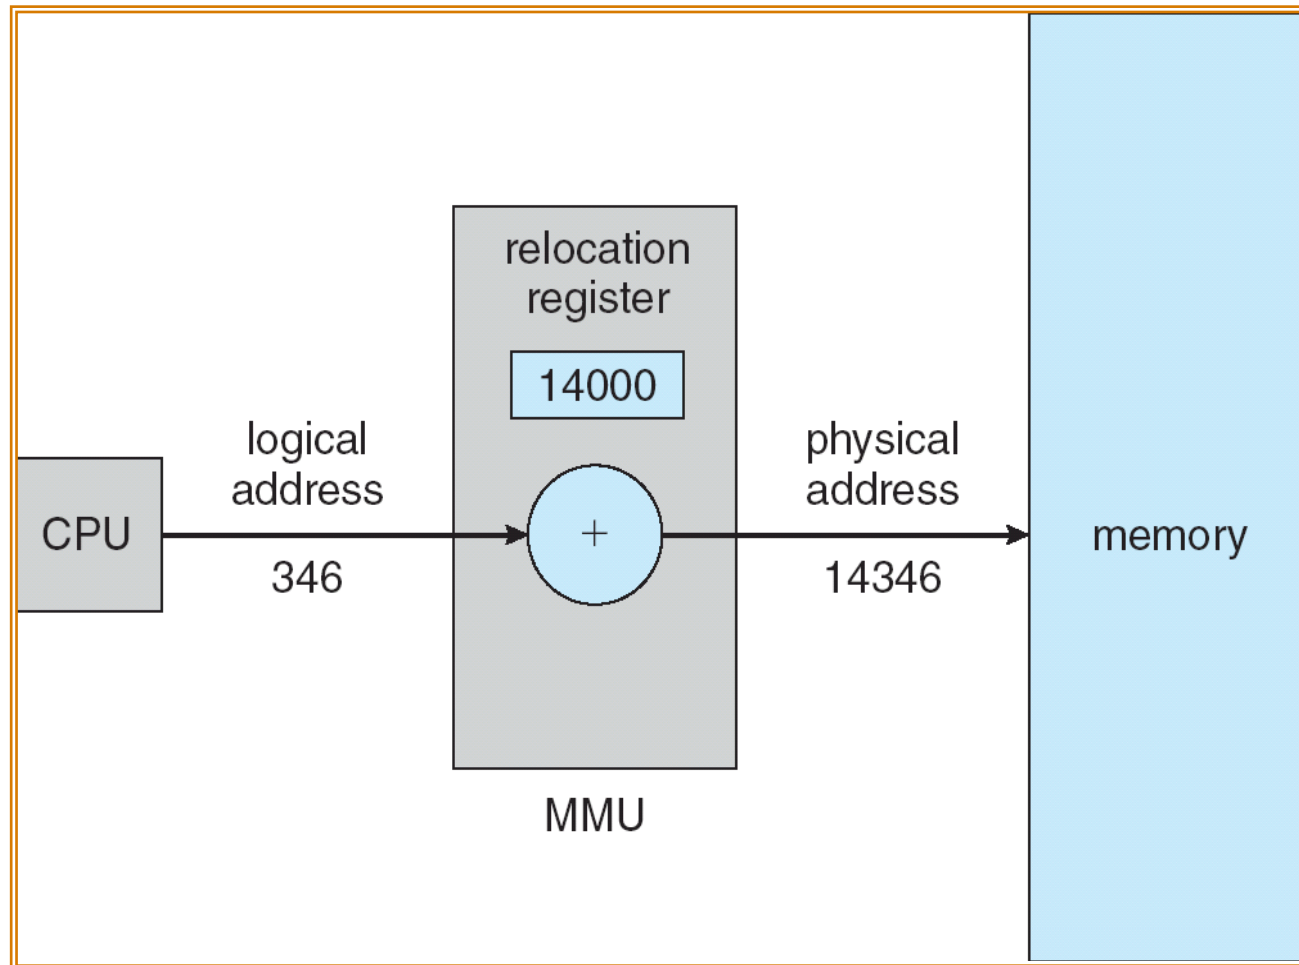 relocation
register
14000
logical
address
physical
address
CPU
+
memory
346
14346
MMU